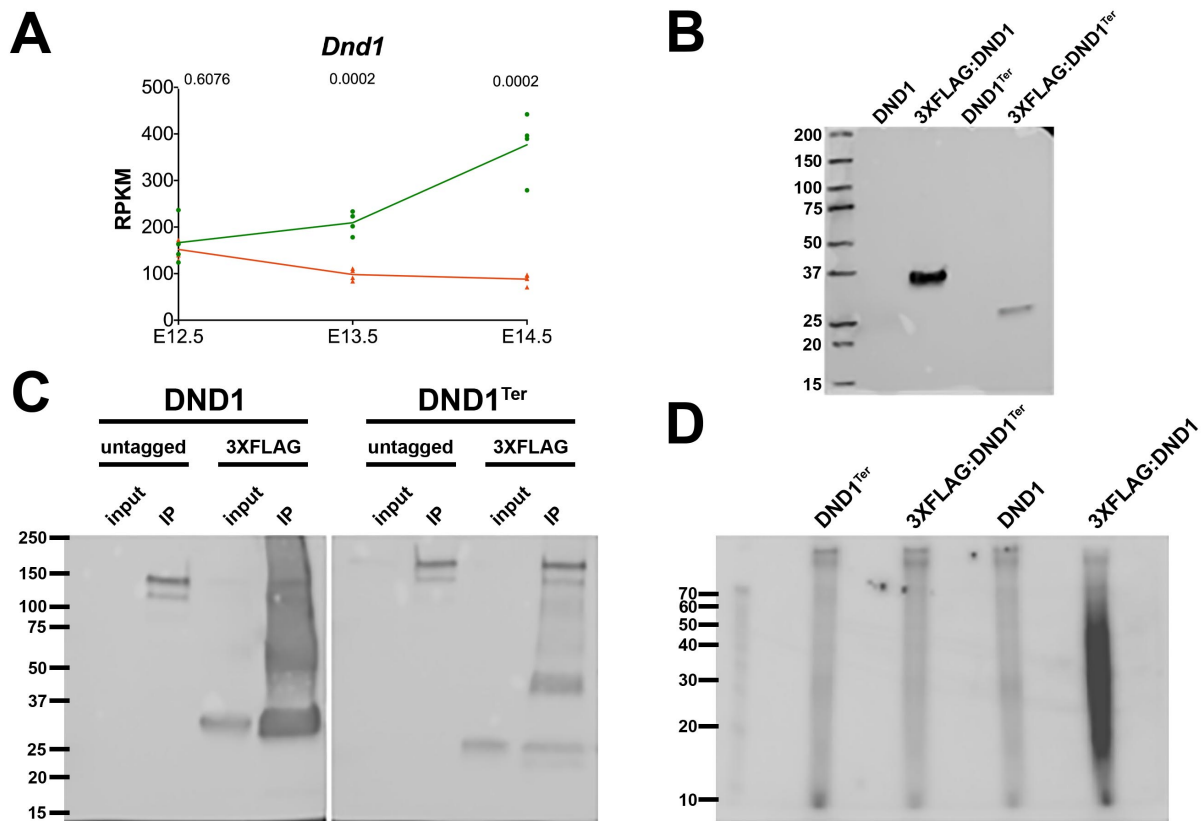 A
Dnd1
0.6076
0.0002
0.0002
500
400
300
200
100
0
RPKM
E12.5
E13.5
E14.5
B
DND1
3XFLAG:DND1
DND1Ter
3XFLAG:DND1Ter
200
150
100
75
50
37
25
20
15
C
DND1
DND1Ter
untagged
3XFLAG
untagged
3XFLAG
input
IP
input
IP
input
IP
input
IP
250
150
100
75
50
37
25
20
15
D
DND1Ter
3XFLAG:DND1Ter
DND1
3XFLAG:DND1
70
60
50
40
30
20
10